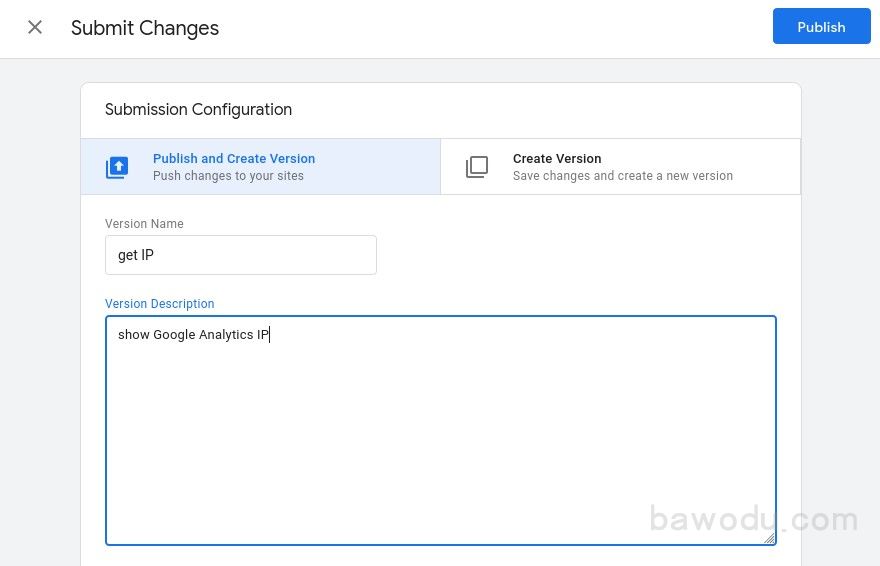 Submit Changes
Publish
Submission Configuration
Publish and Create Version
Push changes to your sites
Create Version
Save changes and create a new version
Version Name
get IP
Version Description
show Google Analytics IP
bawodu.com